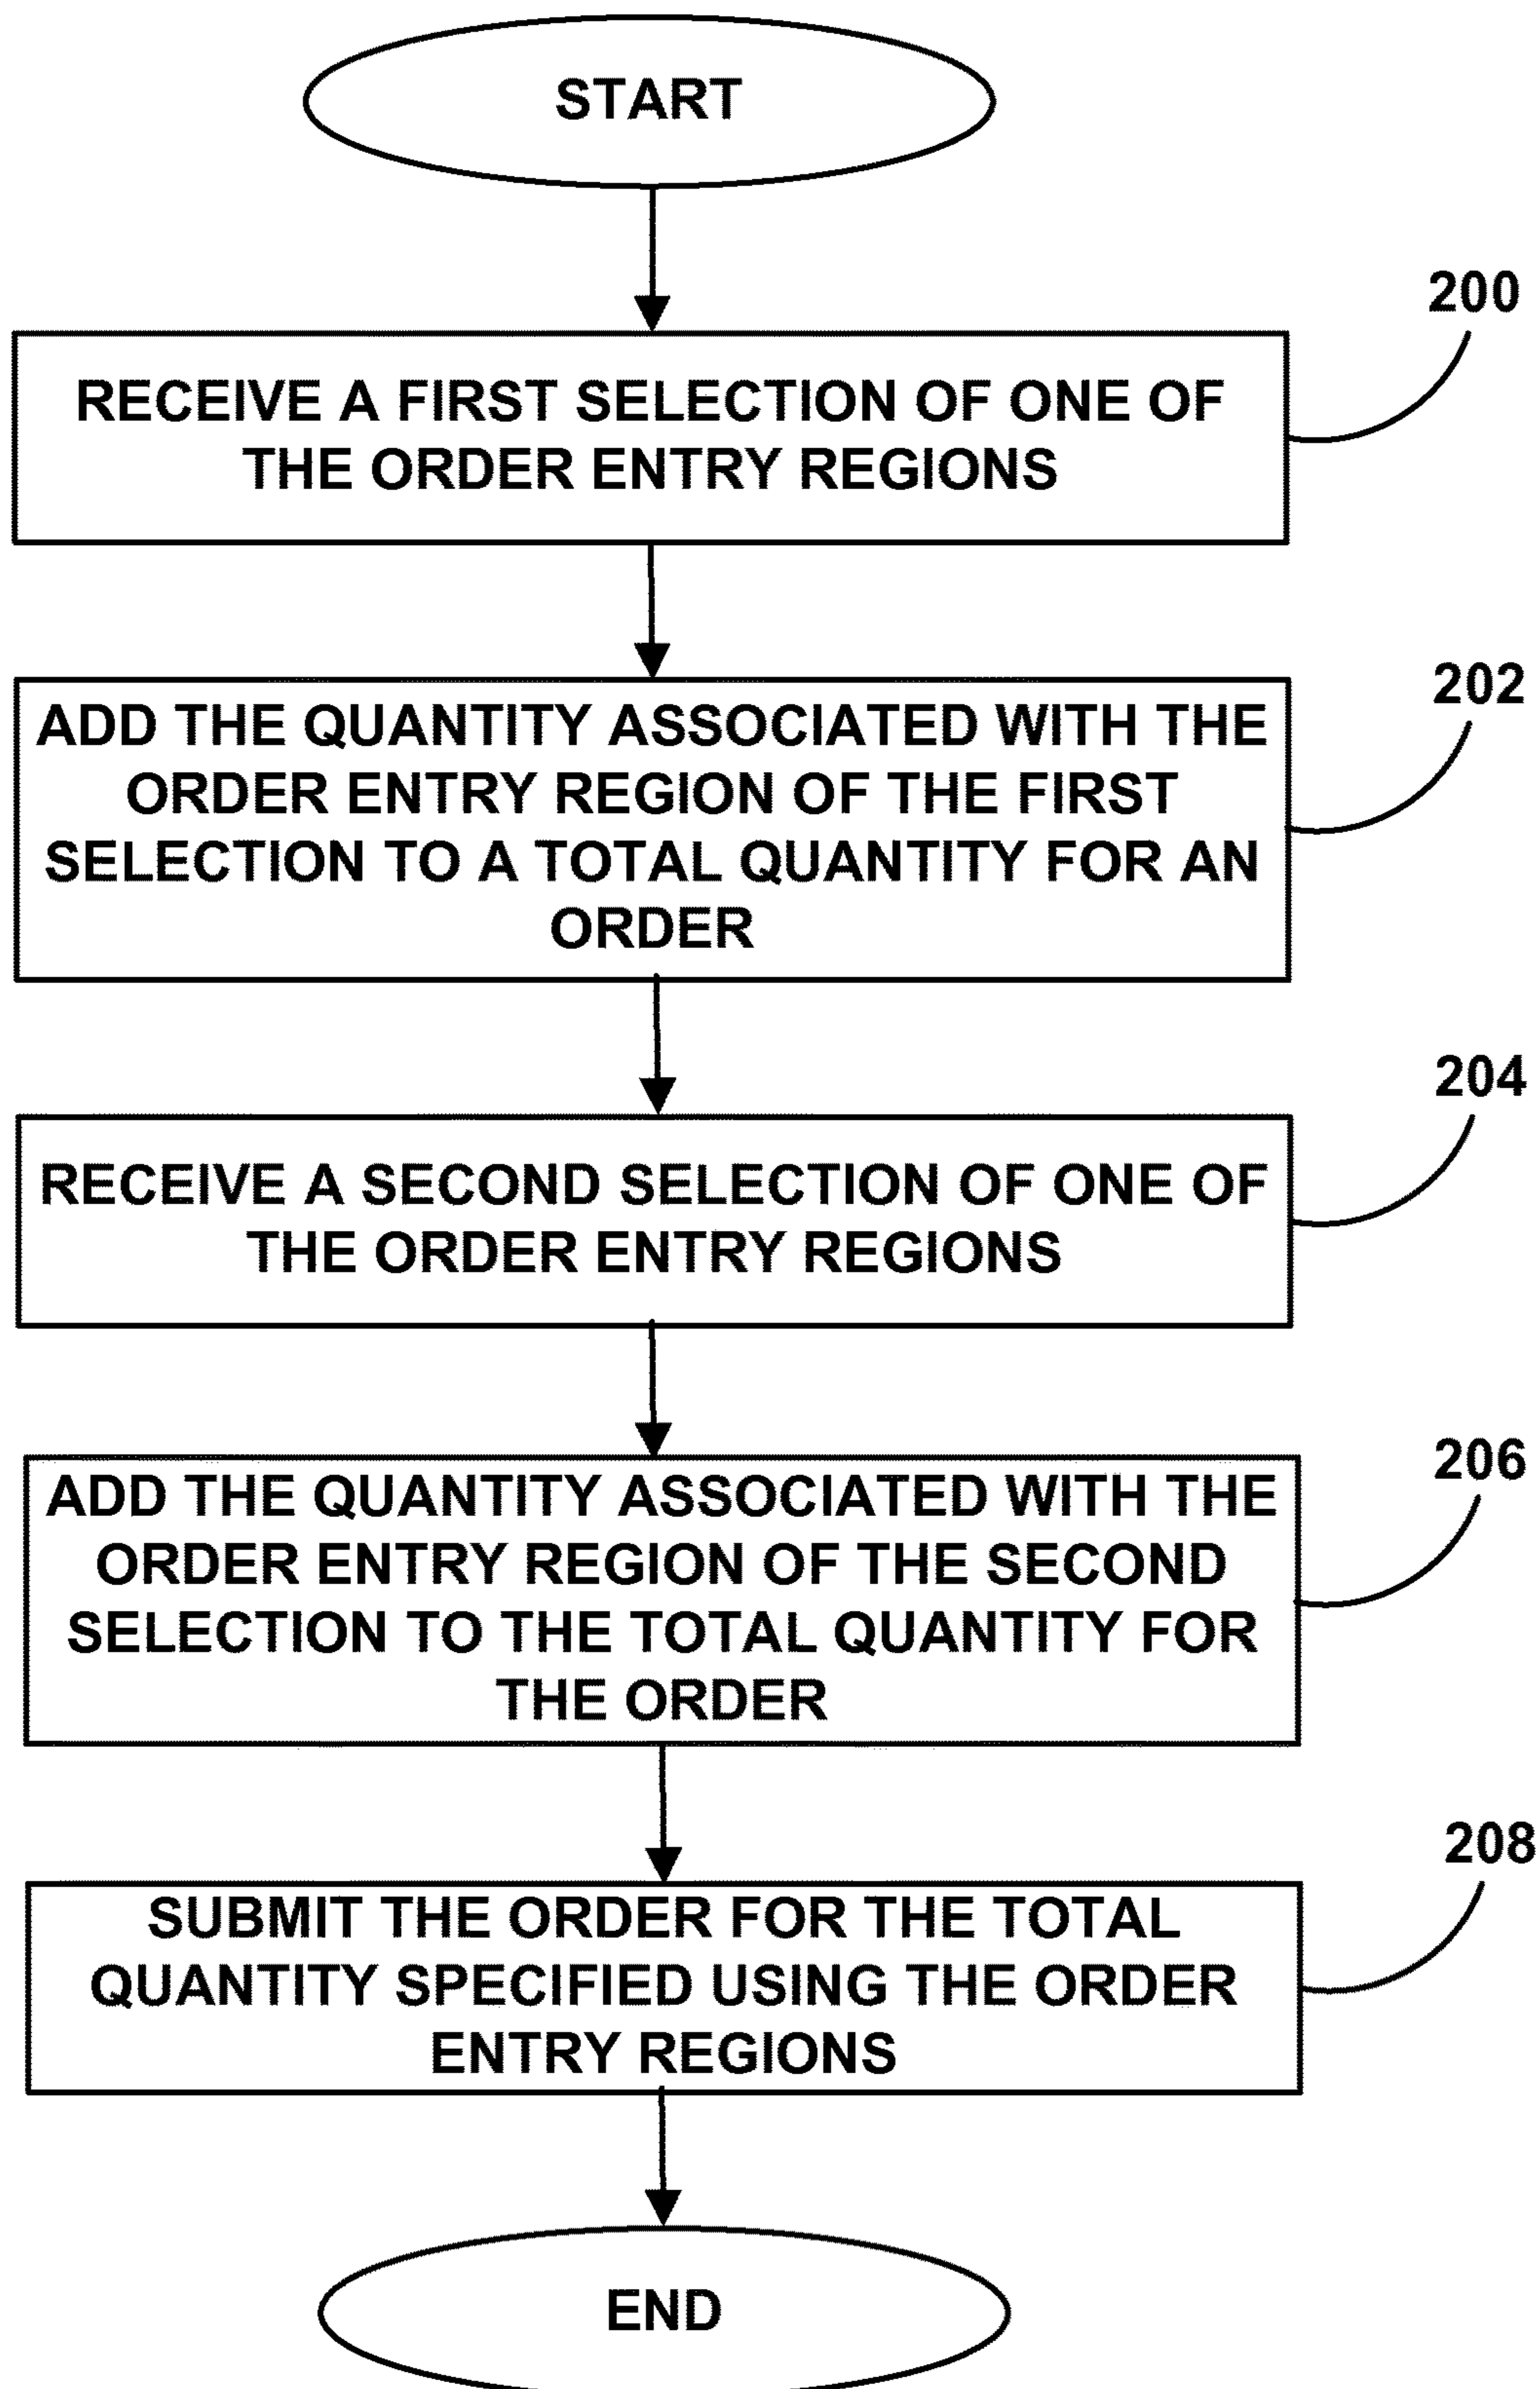 START
200
RECEIVE A FIRST SELECTION OF ONE OF
THE ORDER ENTRY REGIONS
202
ADD THE QUANTITY ASSOCIATED WITH THE
ORDER ENTRY REGION OF THE FIRST
SELECTION TO A TOTAL QUANTITY FOR AN
ORDER
204
RECEIVE A SECOND SELECTION OF ONE OF
THE ORDER ENTRY REGIONS
206
ADD THE QUANTITY ASSOCIATED WITH THE
ORDER ENTRY REGION OF THE SECOND
SELECTION TO THE TOTAL QUANTITY FOR
THE ORDER
208
SUBMIT THE ORDER FOR THE TOTAL
QUANTITY SPECIFIED USING THE ORDER
ENTRY REGIONS
END